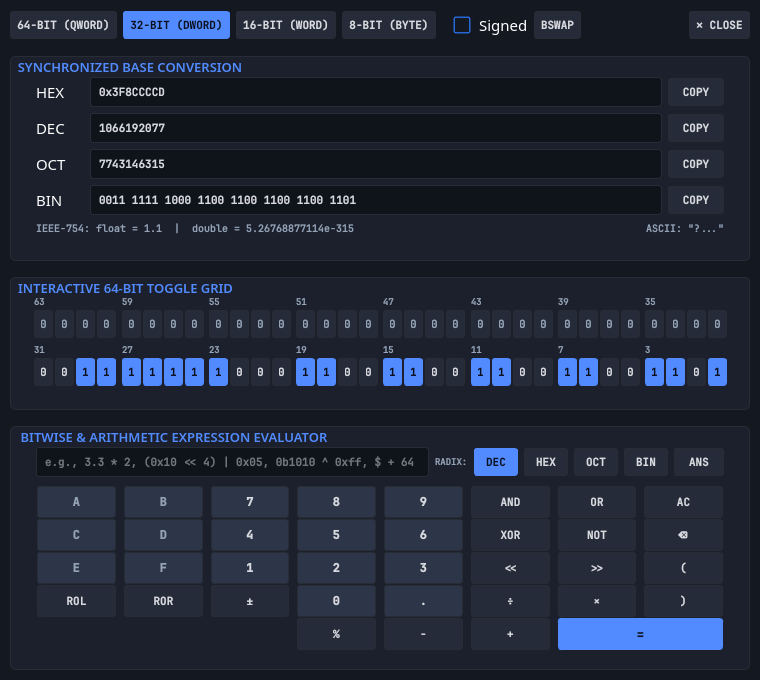 64-BIT (QWORD) 32-BIT (DWORD) 16-BIT (WORD) 8-BIT (BYTE) Signed BSWAP × CLOSE
SYNCHRONIZED BASE CONVERSION
HEX 0x3F8CCCCD COPY
DEC 1066192077 COPY
OCT 7743146315 COPY
BIN 0011 1111 1000 1100 1100 1100 1100 1101 COPY
IEEE-754: float = 1.1 | double = 5.26768877114e-315 ASCII: "?..."
INTERACTIVE 64-BIT TOGGLE GRID
63 59 55 51 47 43 39 35
0 0 0 0 0 0 0 0 0 0 0 0 0 0 0 0 0 0 0 0 0 0 0 0 0 0 0 0 0 0 0 0
31 27 23 19 15 11 7 3
0 0 1 1 1 1 1 1 1 0 0 0 1 1 0 0 1 1 0 0 1 1 0 0 1 1 0 0 1 1 0 1
BITWISE & ARITHMETIC EXPRESSION EVALUATOR
e.g., 3.3 * 2, (0x10 << 4) | 0x05, 0b1010 ^ 0xff, $ + 64 RADIX: DEC HEX OCT BIN ANS
A B 7 8 9 AND OR AC
C D 4 5 6 XOR NOT ⌫
E F 1 2 3 << >> (
ROL ROR ± 0 . ÷ × )
% - + =